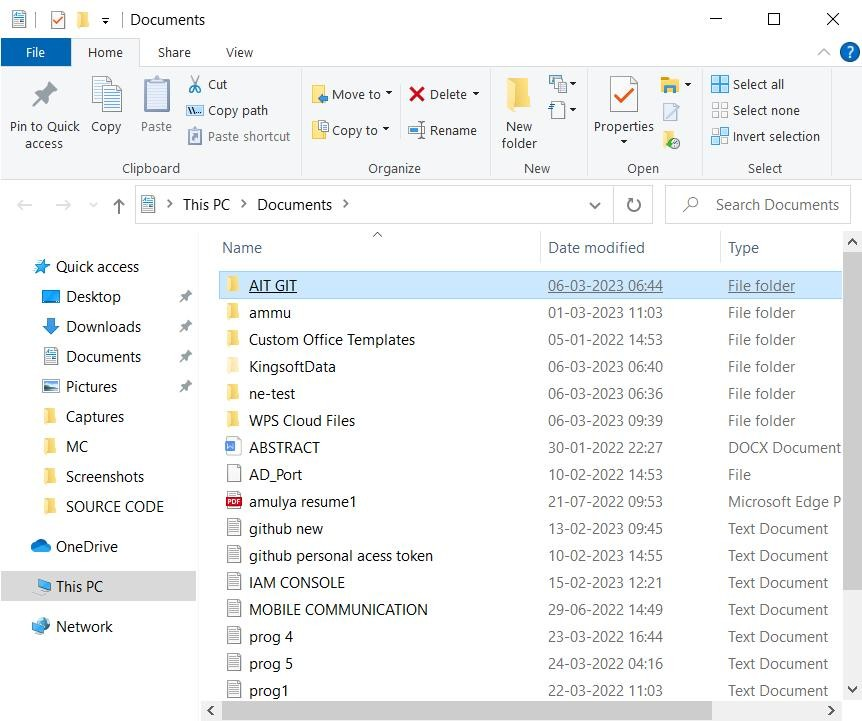 Documents
File Home Share View
Pin to Quick access
Copy
Paste
Cut
Copy path
Paste shortcut
Clipboard
Move to
Copy to
Delete
Rename
Organize
New folder
New
Properties
Open
Select all
Select none
Invert selection
Select
This PC > Documents >
Search Documents
Quick access
Desktop
Downloads
Documents
Pictures
Captures
MC
Screenshots
SOURCE CODE
OneDrive
This PC
Network
Name Date modified Type
AIT GIT 06-03-2023 06:44 File folder
ammu 01-03-2023 11:03 File folder
Custom Office Templates 05-01-2022 14:53 File folder
KingsoftData 06-03-2023 06:40 File folder
ne-test 06-03-2023 06:36 File folder
WPS Cloud Files 06-03-2023 09:39 File folder
ABSTRACT 30-01-2022 22:27 DOCX Document
AD_Port 10-02-2022 14:53 File
amulya resume1 21-07-2022 09:53 Microsoft Edge P
github new 13-02-2023 09:45 Text Document
github personal acess token 10-02-2023 14:55 Text Document
IAM CONSOLE 15-02-2023 12:21 Text Document
MOBILE COMMUNICATION 29-06-2022 14:49 Text Document
prog 4 23-03-2022 16:44 Text Document
prog 5 24-03-2022 04:16 Text Document
prog1 22-03-2022 11:03 Text Document